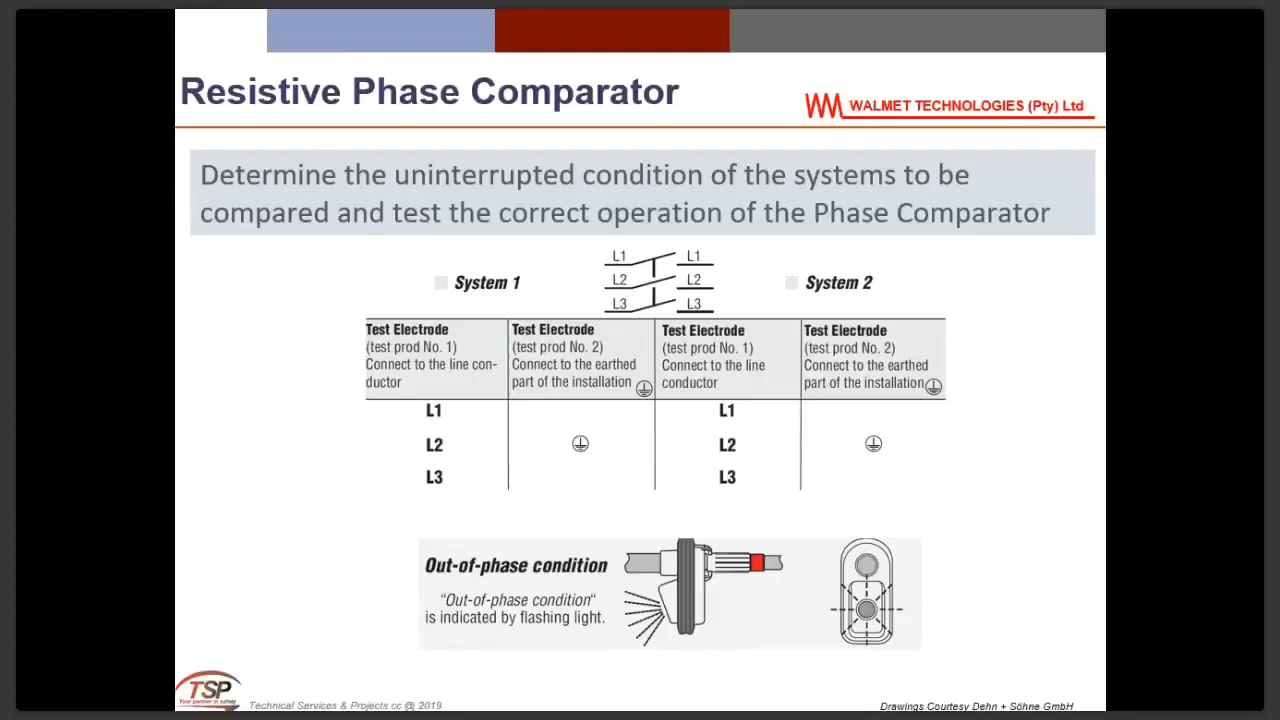 Resistive Phase Comparator
WALMET TECHNOLOGIES (Pty) Ltd
Determine the uninterrupted condition of the systems to be
compared and test the correct operation of the Phase Comparator
L1 L1
L2 L2
L3 L3
System 1
System 2
Test Electrode
(test prod No. 1)
Connect to the line con-
ductor
Test Electrode
(test prod No. 2)
Connect to the earthed
part of the installation
Test Electrode
(test prod No. 1)
Connect to the line
conductor
Test Electrode
(test prod No. 2)
Connect to the earthed
part of the installation
L1 L1
L2 L2
L3 L3
Out-of-phase condition
"Out-of-phase condition"
is indicated by flashing light.
TSP
Your partner in safety
Technical Services & Projects cc @ 2019
Drawings Courtesy Dehn + Söhne GmbH